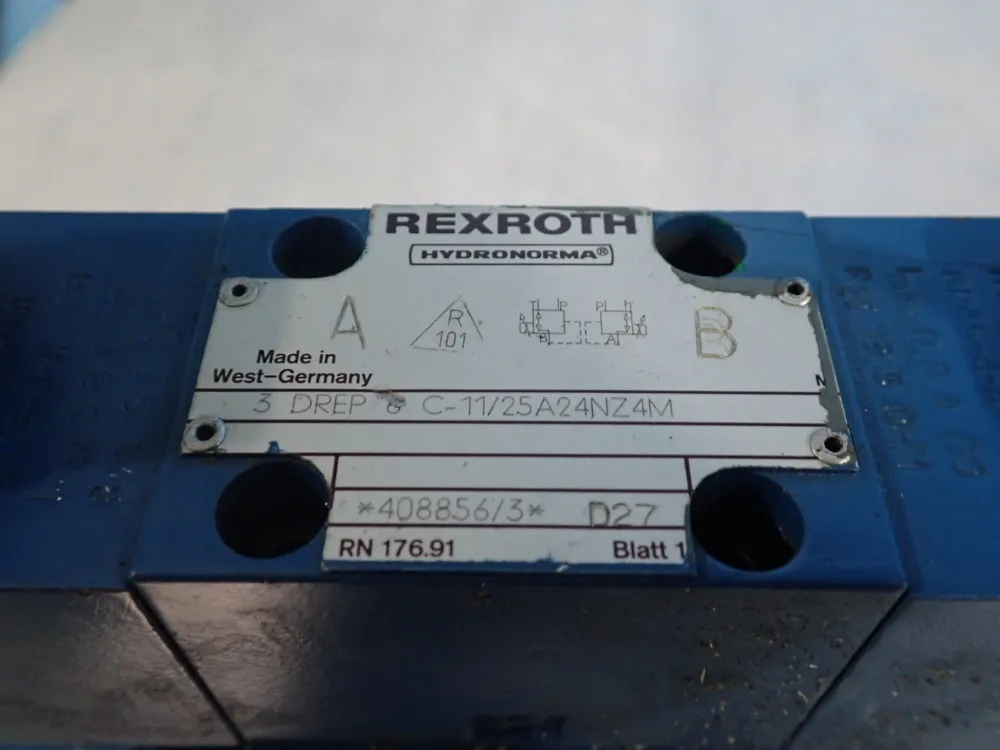 REXROTH
HYDRONORMA®
A
R
101
P
P T
B A
B
Made in
West-Germany
N
3 DREP 6 C-11/25A24NZ4M
*408856/3* D27
RN 176.91 Blatt 1